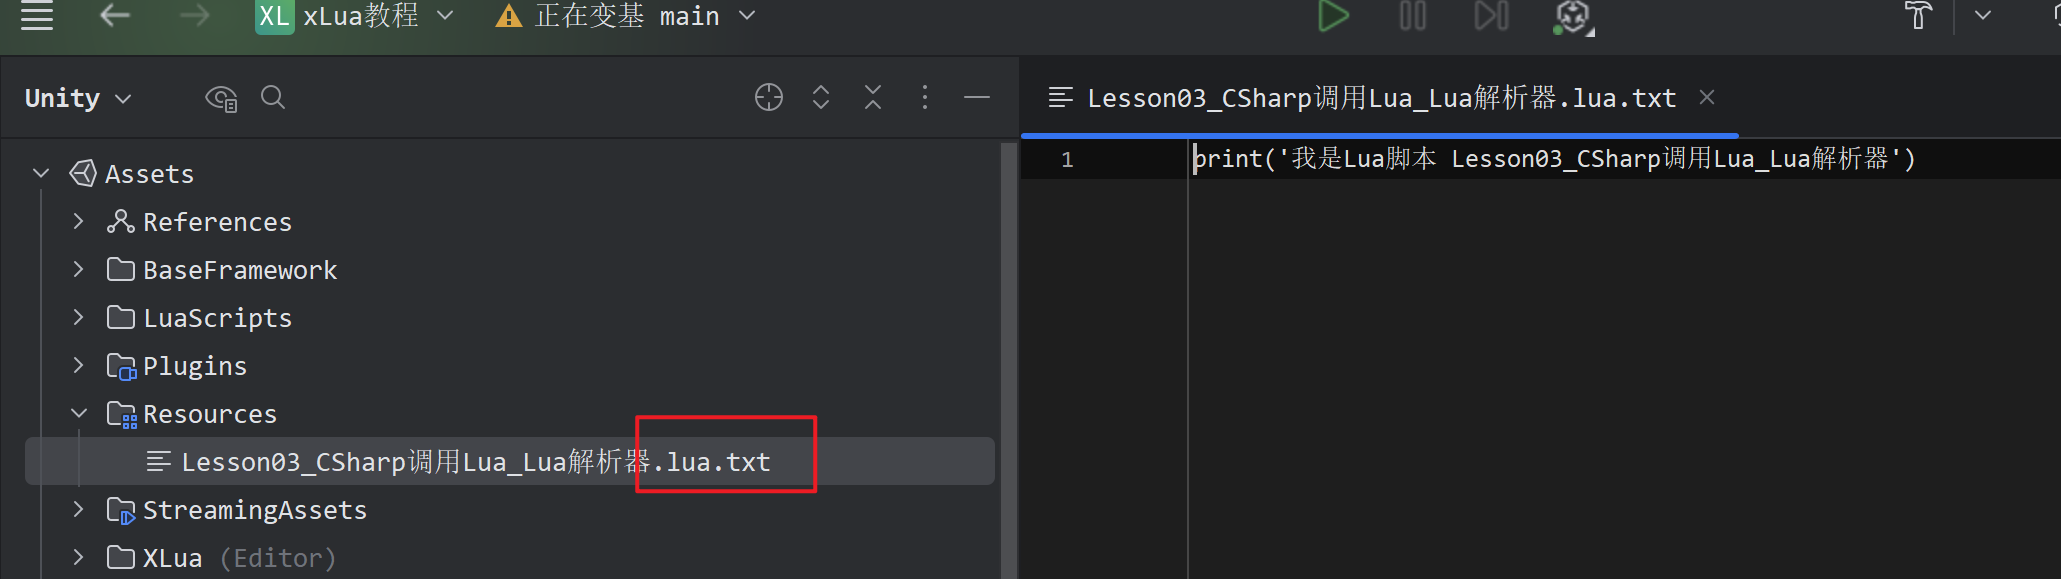 XL xLua教程 正在变基 main
Unity
Lesson03_CSharp调用Lua_Lua解析器.lua.txt
Assets
References
BaseFramework
LuaScripts
Plugins
Resources
Lesson03_CSharp调用Lua_Lua解析器.lua.txt
StreamingAssets
XLua (Editor)
1 print('我是Lua脚本 Lesson03_CSharp调用Lua_Lua解析器')